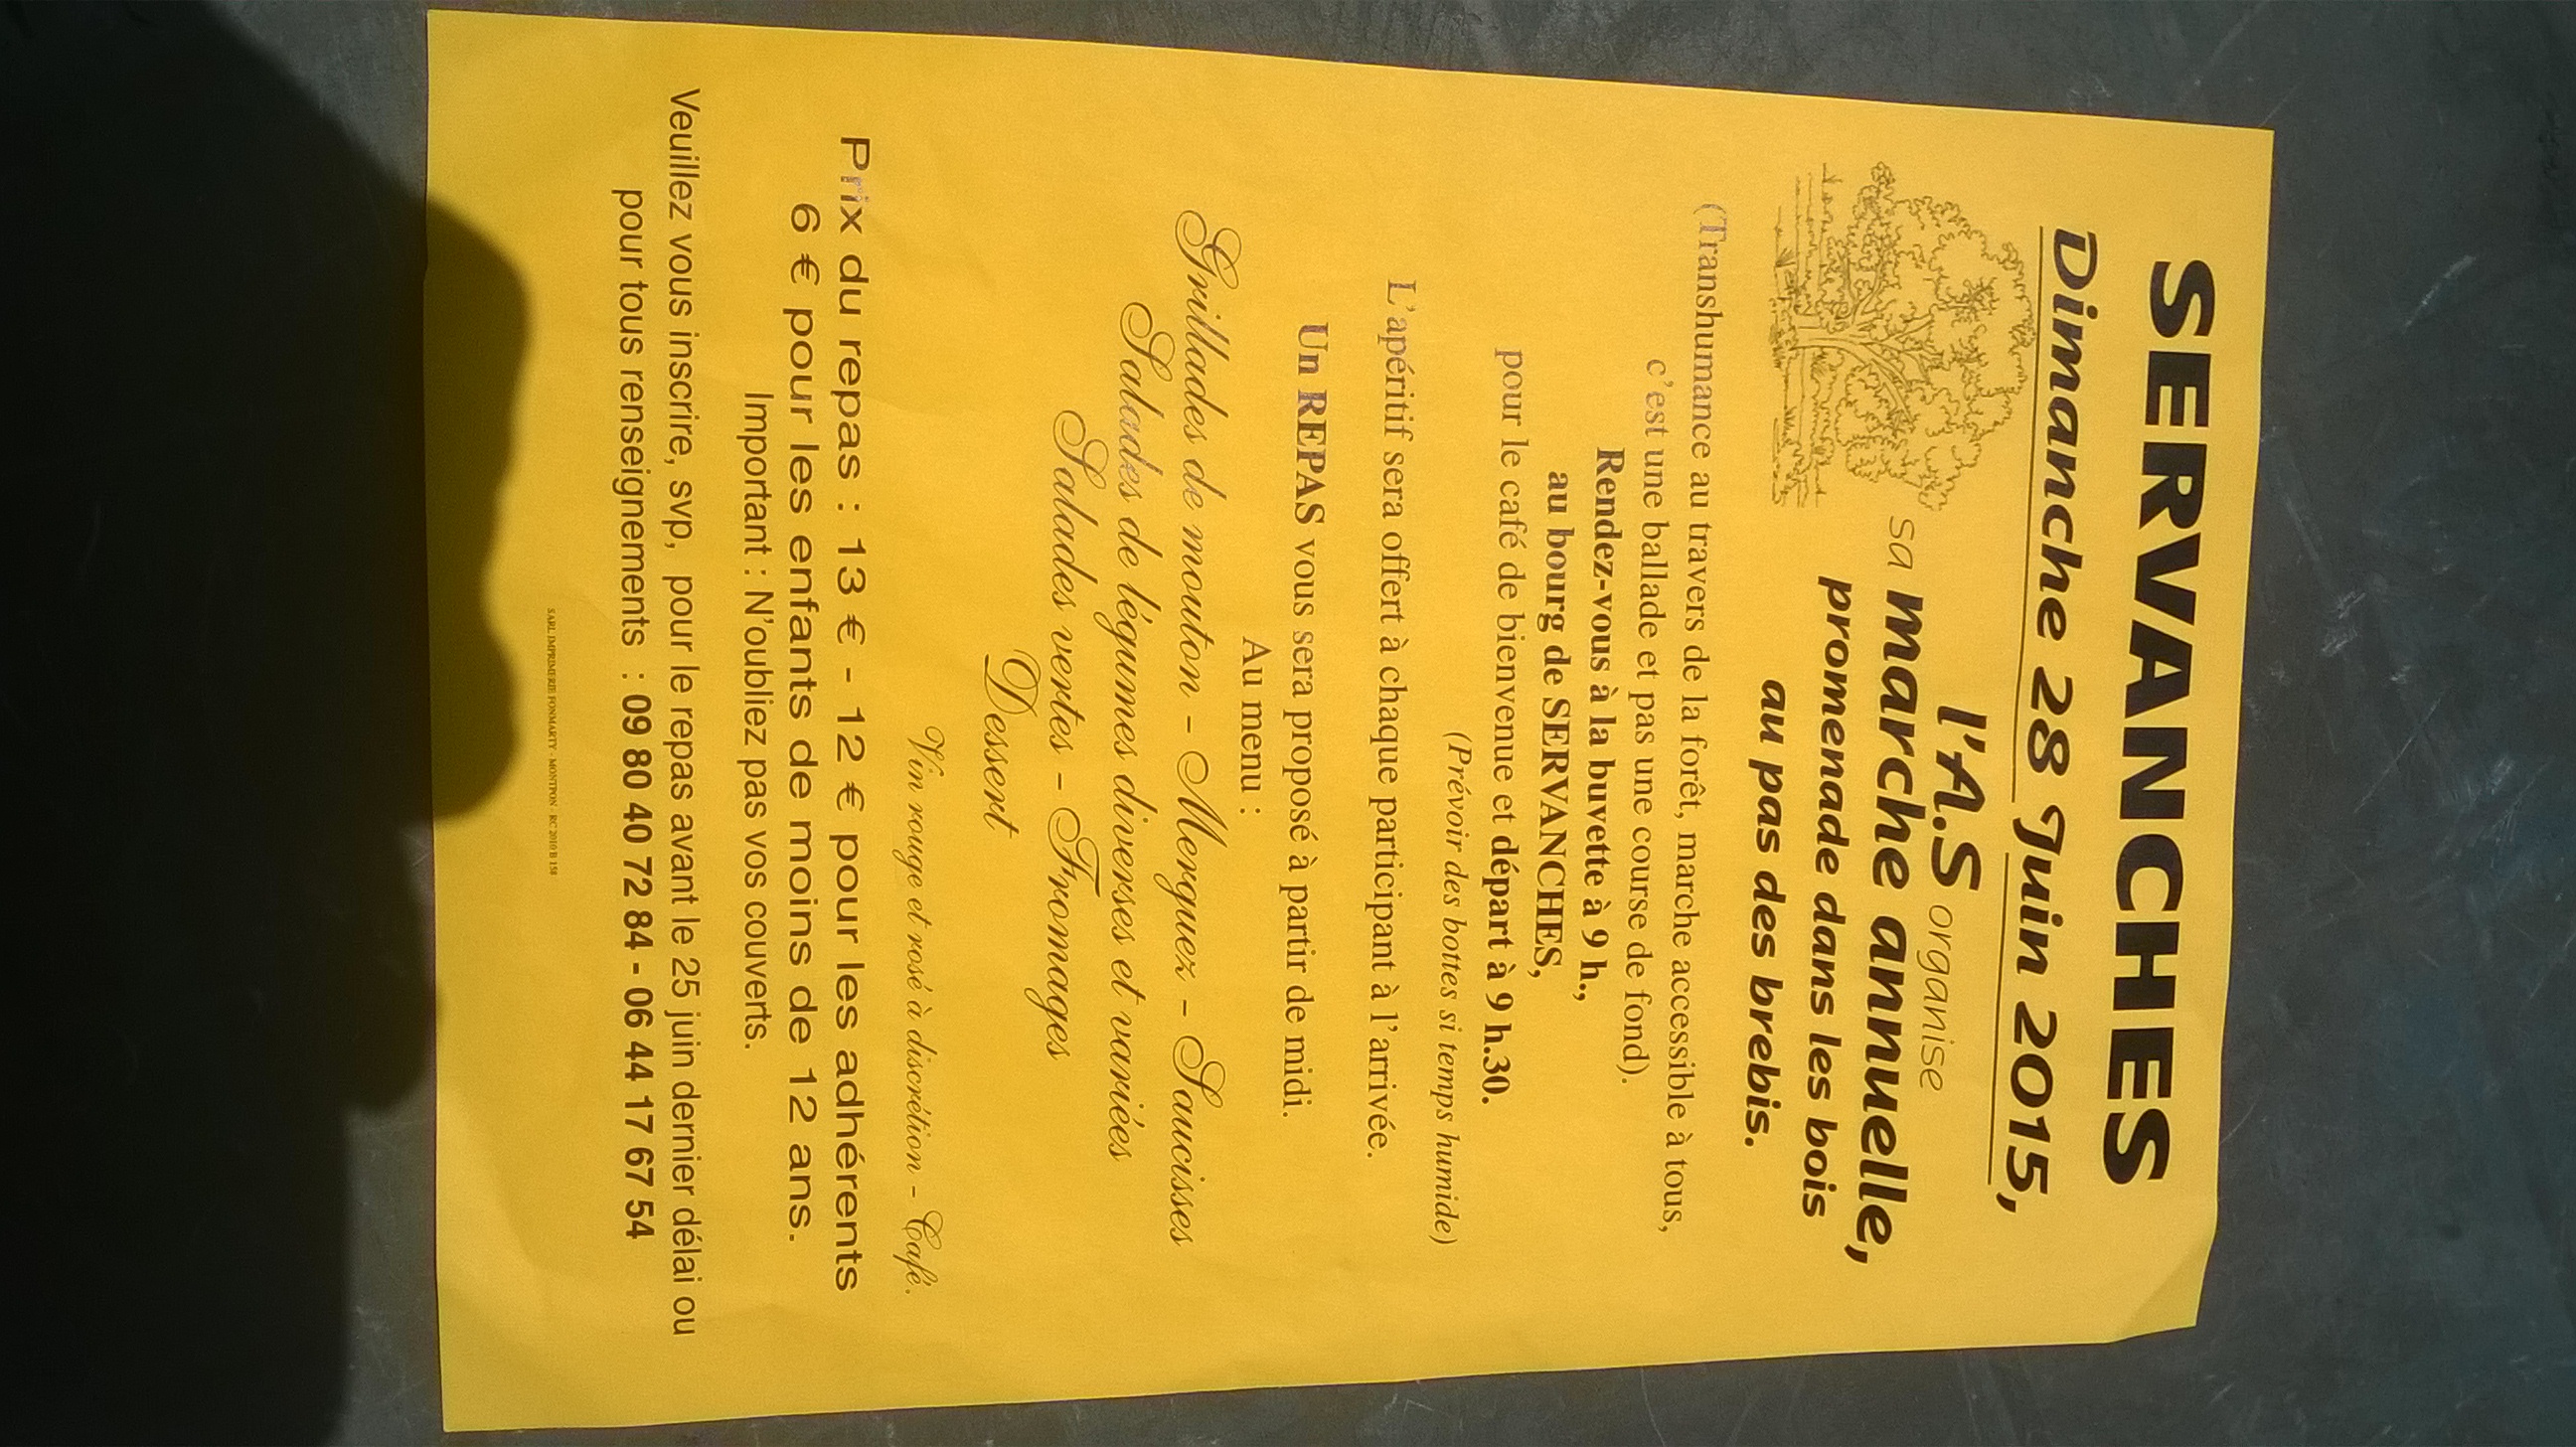 SERVANCHES
Dimanche 28 Juin 2015,
l'A.S organise
sa marche annuelle,
promenade dans les bois
au pas des brebis.
(Transhumance au travers de la forêt, marche accessible à tous,
c'est une ballade et pas une course de fond).
Rendez-vous à la buvette à 9 h.,
au bourg de SERVANCHES,
pour le café de bienvenue et départ à 9 h.30.
(Prévoir des bottes si temps humide)
L'apéritif sera offert à chaque participant à l'arrivée.
Un REPAS vous sera proposé à partir de midi.
Au menu :
Grillades de mouton - Merguez - Saucisses
Salades de légumes diverses et variées
Salades vertes - Fromages
Dessert
Vin rouge et rosé à discrétion - Café.
Prix du repas : 13 € - 12 € pour les adhérents
6 € pour les enfants de moins de 12 ans.
Important : N'oubliez pas vos couverts.
Veuillez vous inscrire, svp, pour le repas avant le 25 juin dernier délai ou
pour tous renseignements : 09 80 40 72 84 - 06 44 17 67 54
SARL IMPRIMERIE FONMARTY - MONTPON - RC 2010 B 158